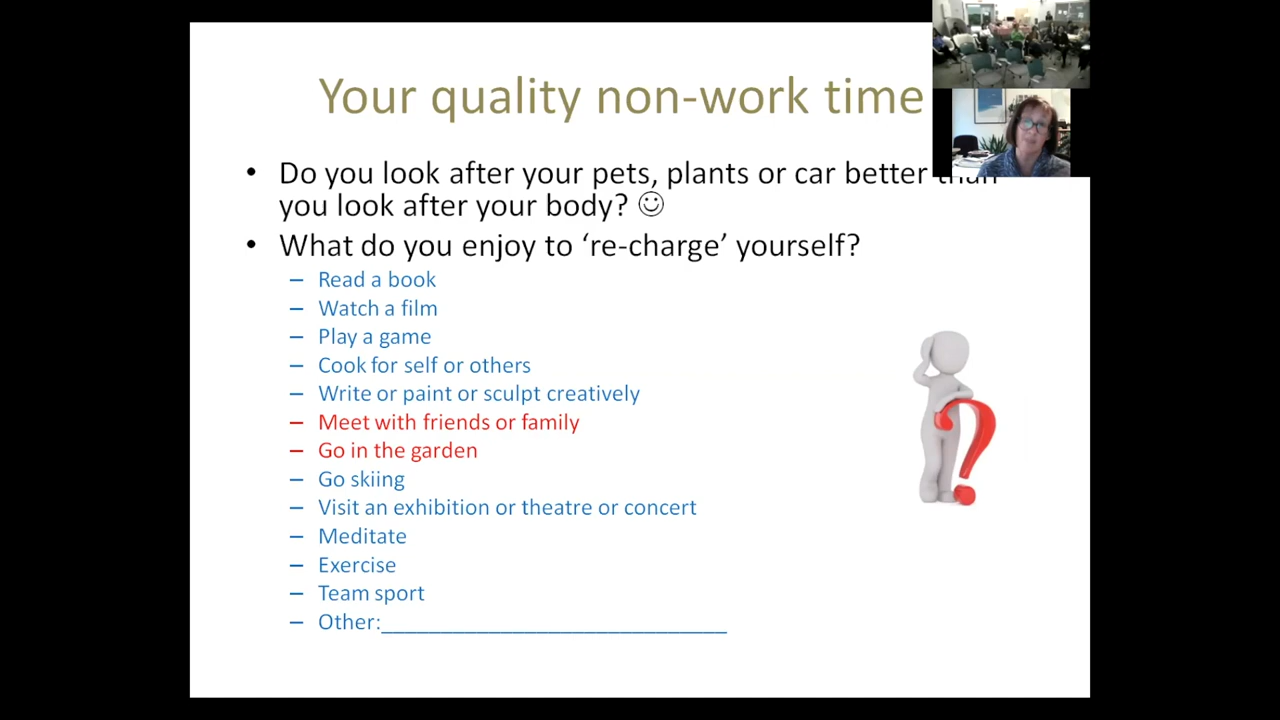 Your quality non-work time
• Do you look after your pets, plants or car better than
you look after your body? ☺
• What do you enjoy to ‘re-charge’ yourself?
– Read a book
– Watch a film
– Play a game
– Cook for self or others
– Write or paint or sculpt creatively
– Meet with friends or family
– Go in the garden
– Go skiing
– Visit an exhibition or theatre or concert
– Meditate
– Exercise
– Team sport
– Other:_____________________________